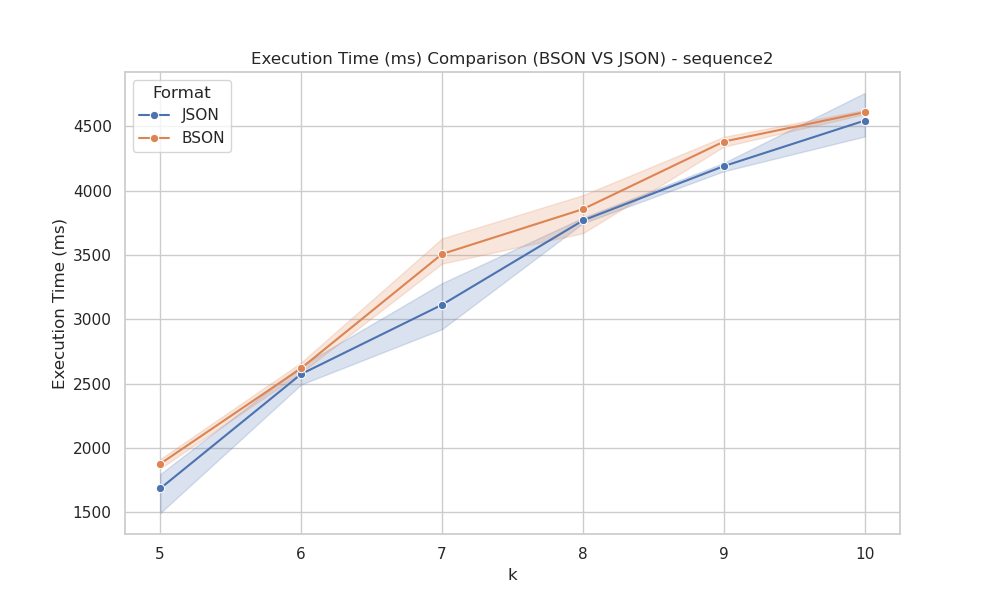 Execution Time (ms) Comparison (BSON VS JSON) - sequence2
Format
JSON
BSON
Execution Time (ms)
4500
4000
3500
3000
2500
2000
1500
5 6 7 8 9 10
k